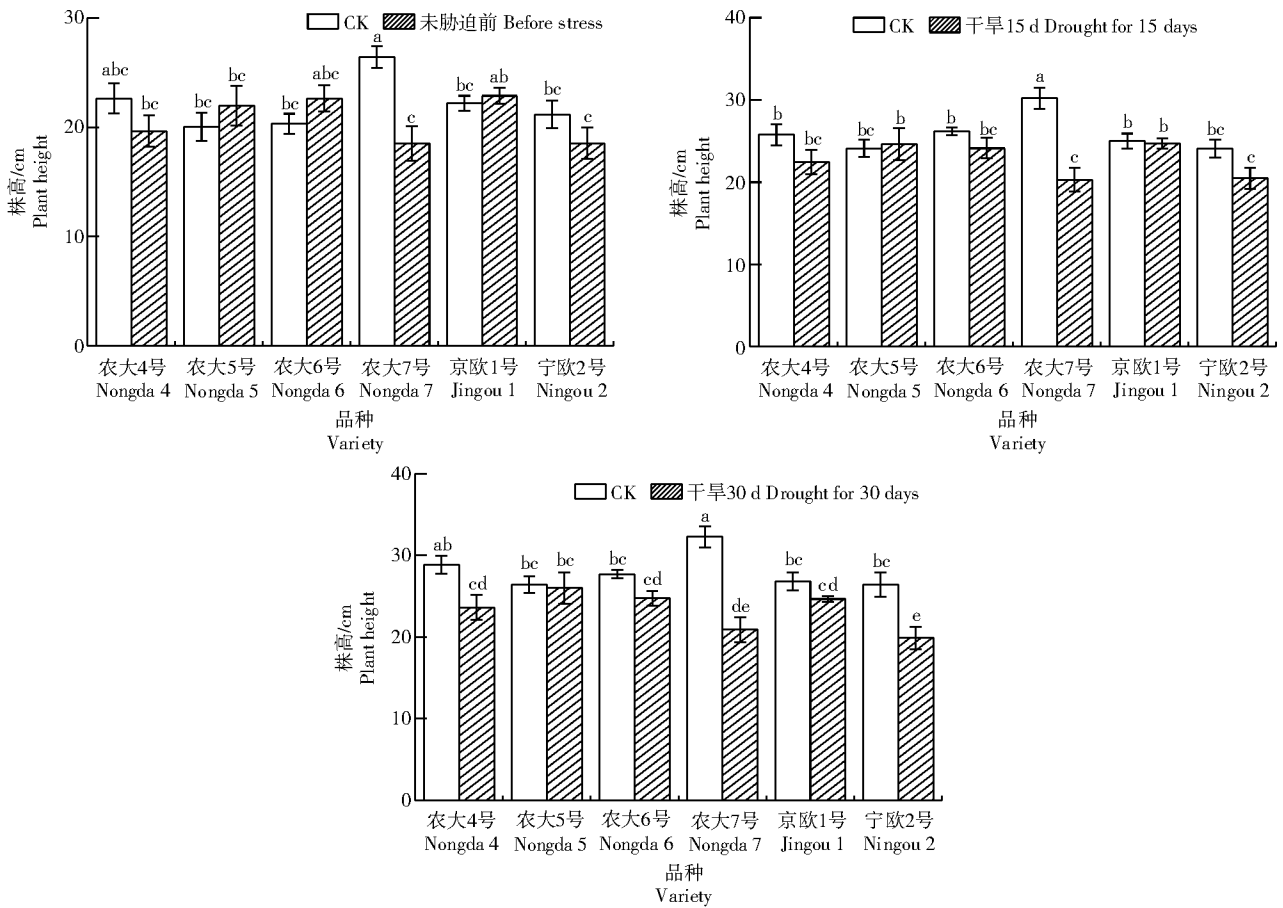 CK 未胁迫前 Before stress
30
20
10
0
株高/cm
Plant height
abc bc bc bc bc abc a c bc ab bc c
农大4号 农大5号 农大6号 农大7号 京欧1号 宁欧2号
Nongda 4 Nongda 5 Nongda 6 Nongda 7 Jingou 1 Ningou 2
品种
Variety
CK 干旱15 d Drought for 15 days
40
30
20
10
0
株高/cm
Plant height
b bc bc b b bc a c b b bc c
农大4号 农大5号 农大6号 农大7号 京欧1号 宁欧2号
Nongda 4 Nongda 5 Nongda 6 Nongda 7 Jingou 1 Ningou 2
品种
Variety
CK 干旱30 d Drought for 30 days
40
30
20
10
0
株高/cm
Plant height
ab cd bc bc bc cd a de bc cd bc e
农大4号 农大5号 农大6号 农大7号 京欧1号 宁欧2号
Nongda 4 Nongda 5 Nongda 6 Nongda 7 Jingou 1 Ningou 2
品种
Variety